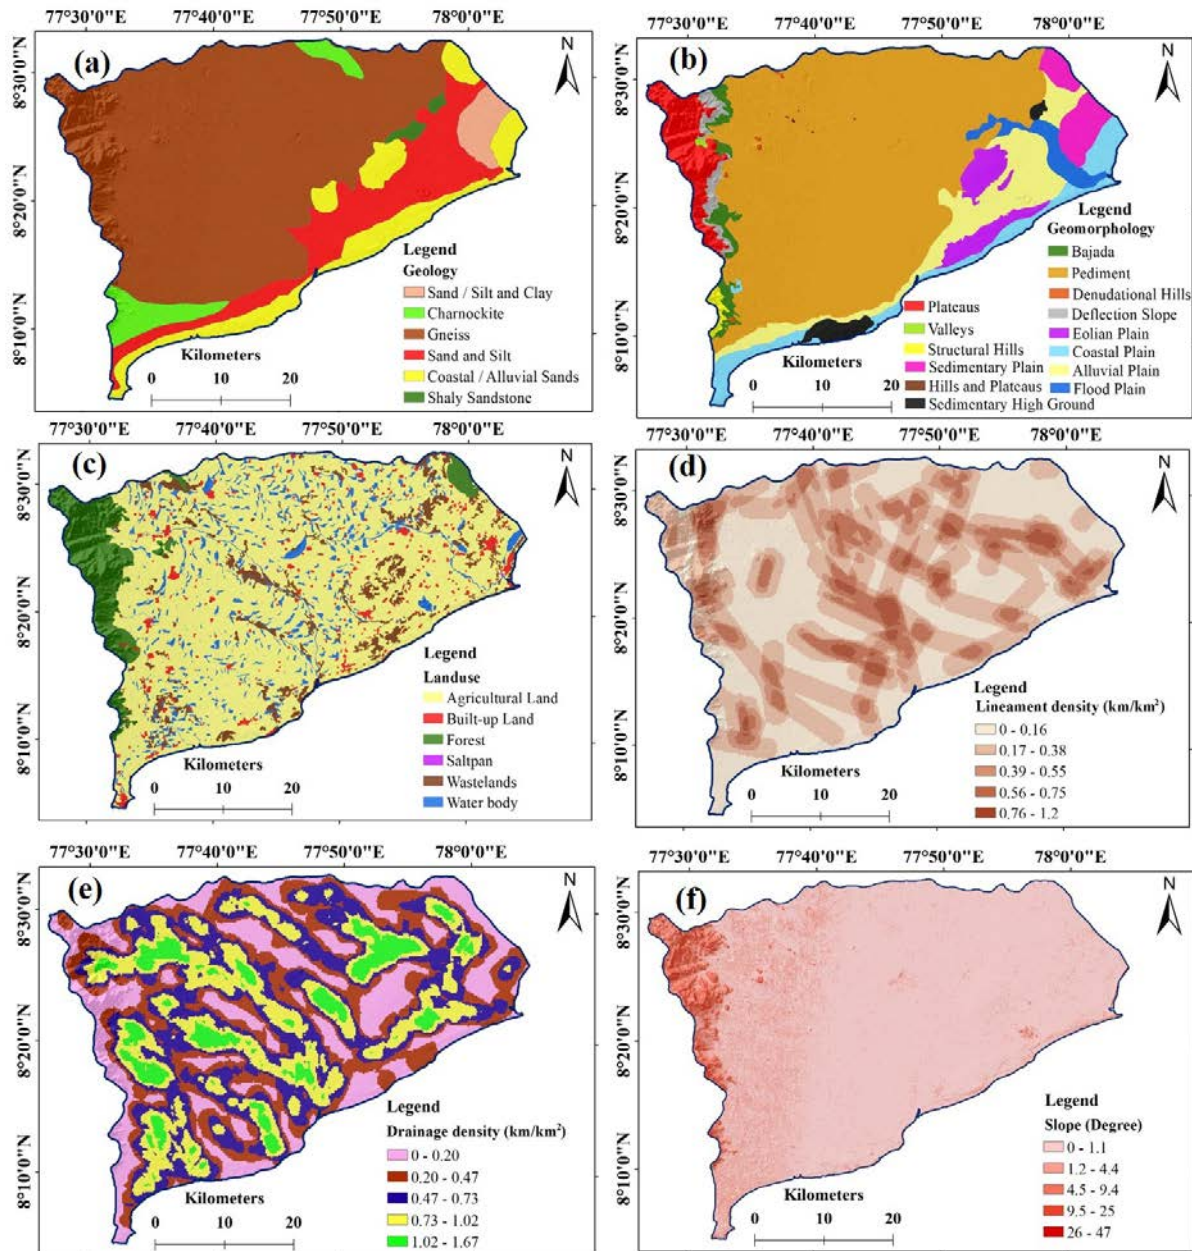 77°30'0"E 77°40'0"E 77°50'0"E 78°0'0"E
(a)
N
8°30'0"N
8°20'0"N
8°10'0"N
Legend
Geology
Sand / Silt and Clay
Charnockite
Gneiss
Sand and Silt
Coastal / Alluvial Sands
Shaly Sandstone
Kilometers
0 10 20
77°30'0"E 77°40'0"E 77°50'0"E 78°0'0"E
(b)
N
8°30'0"N
8°20'0"N
8°10'0"N
Legend
Geomorphology
Bajada
Pediment
Denudational Hills
Deflection Slope
Eolian Plain
Coastal Plain
Alluvial Plain
Flood Plain
Plateaus
Valleys
Structural Hills
Sedimentary Plain
Hills and Plateaus
Sedimentary High Ground
Kilometers
0 10 20
77°30'0"E 77°40'0"E 77°50'0"E 78°0'0"E
(c)
N
8°30'0"N
8°20'0"N
8°10'0"N
Legend
Landuse
Agricultural Land
Built-up Land
Forest
Saltpan
Wastelands
Water body
Kilometers
0 10 20
77°30'0"E 77°40'0"E 77°50'0"E 78°0'0"E
(d)
N
8°30'0"N
8°20'0"N
8°10'0"N
Legend
Lineament density (km/km²)
0 - 0.16
0.17 - 0.38
0.39 - 0.55
0.56 - 0.75
0.76 - 1.2
Kilometers
0 10 20
77°30'0"E 77°40'0"E 77°50'0"E 78°0'0"E
(e)
N
8°30'0"N
8°20'0"N
8°10'0"N
Legend
Drainage density (km/km²)
0 - 0.20
0.20 - 0.47
0.47 - 0.73
0.73 - 1.02
1.02 - 1.67
Kilometers
0 10 20
77°30'0"E 77°40'0"E 77°50'0"E 78°0'0"E
(f)
N
8°30'0"N
8°20'0"N
8°10'0"N
Legend
Slope (Degree)
0 - 1.1
1.2 - 4.4
4.5 - 9.4
9.5 - 25
26 - 47
Kilometers
0 10 20